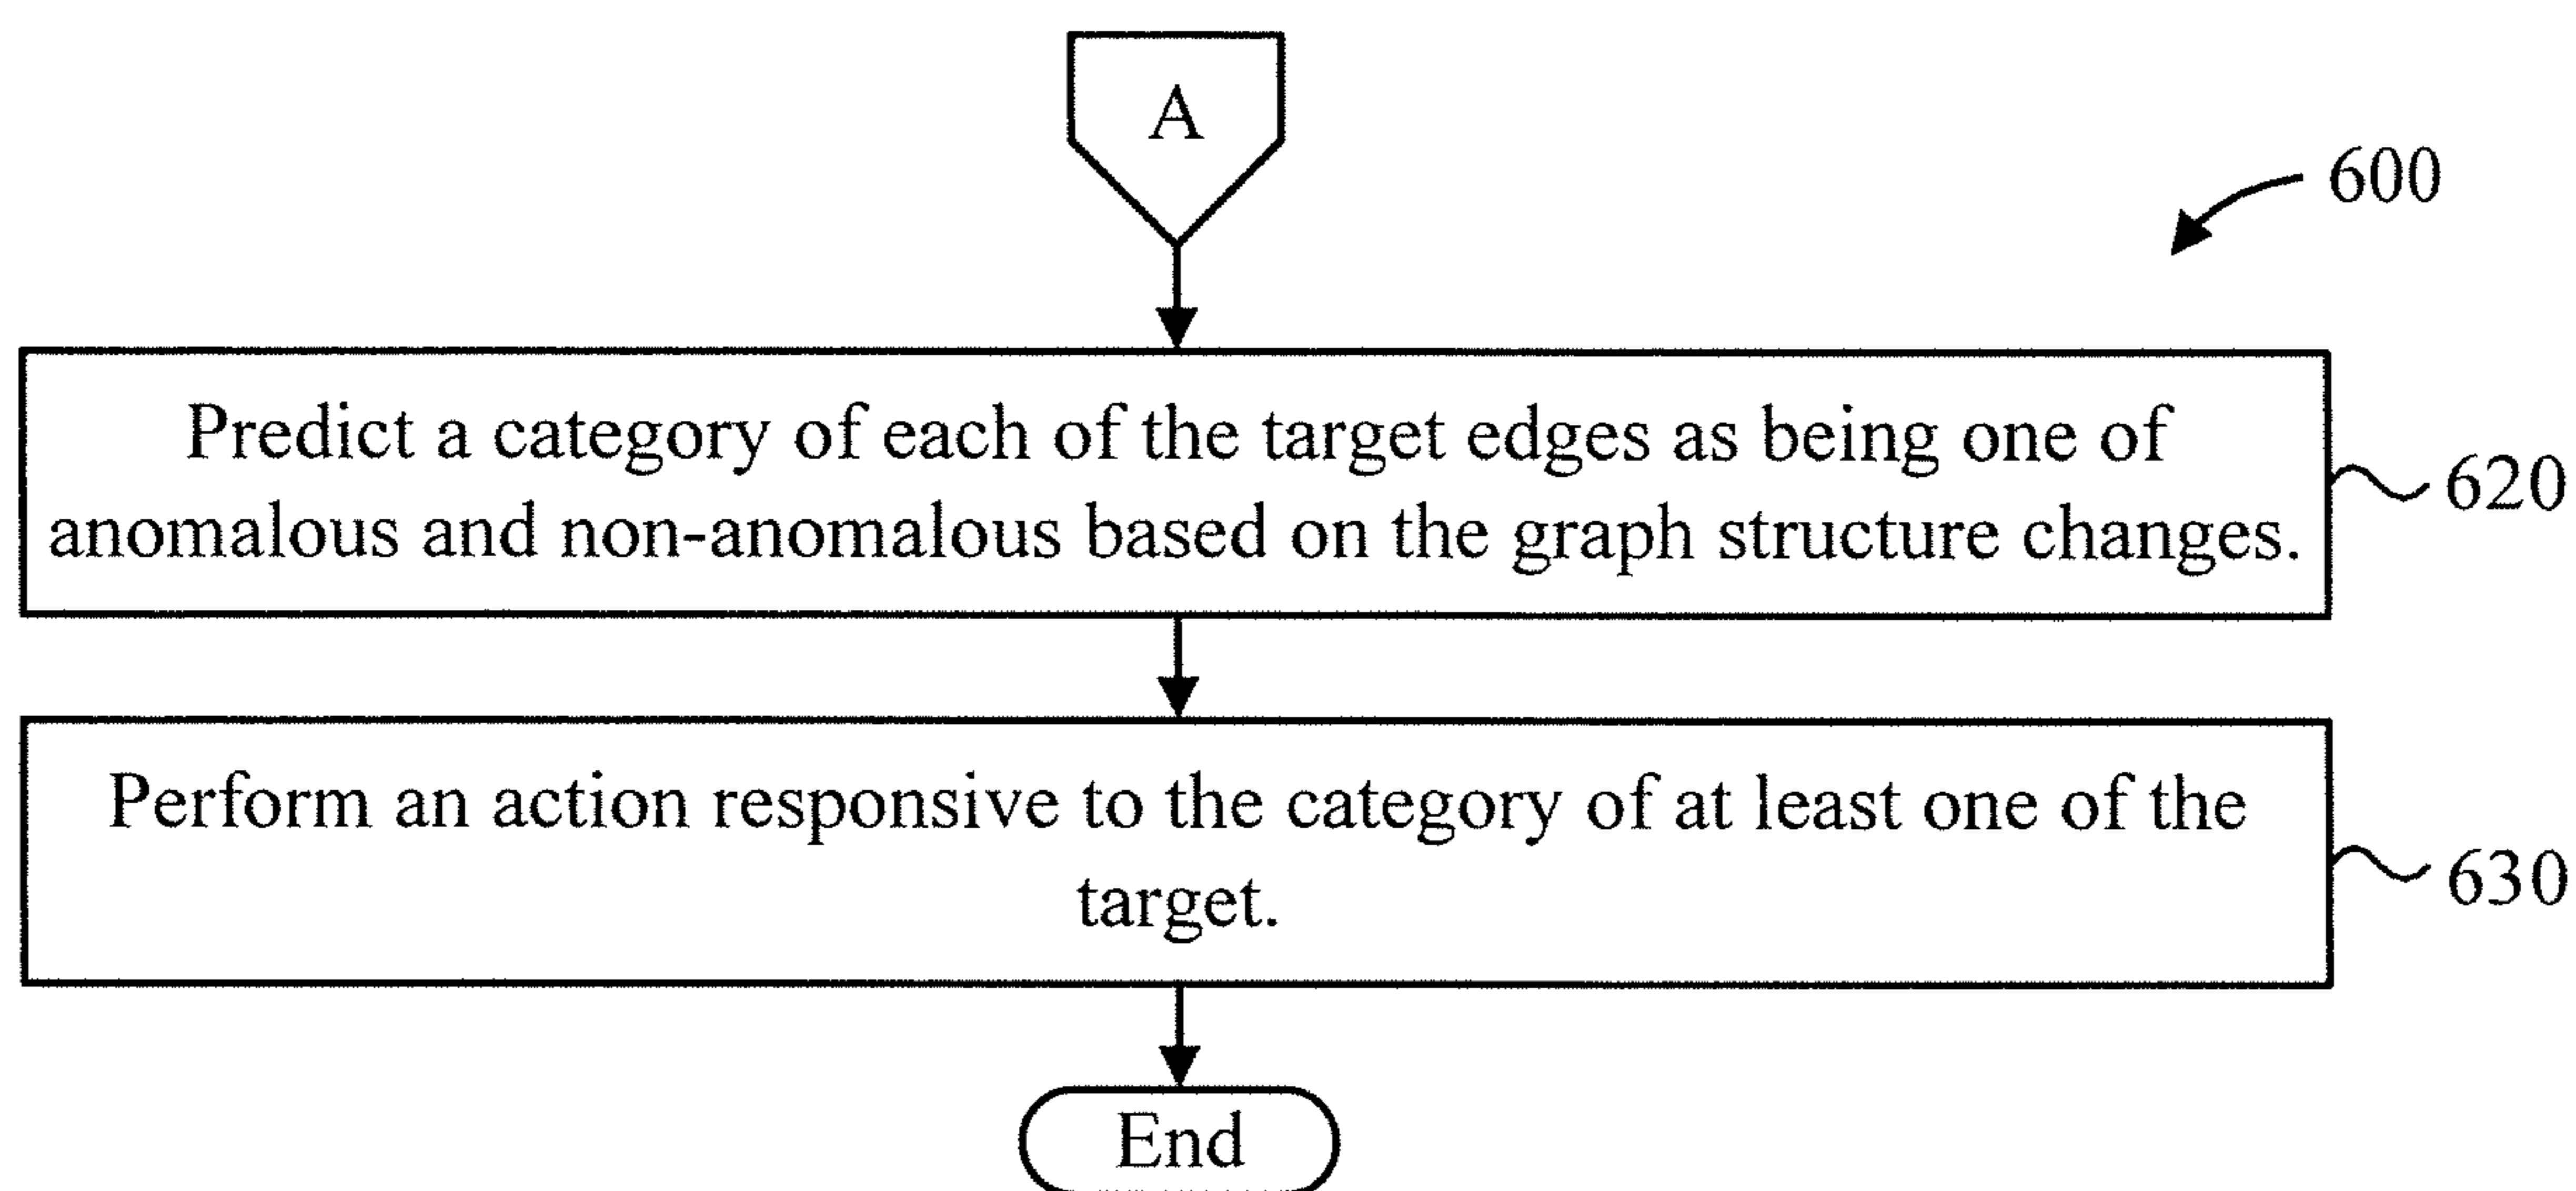 A
600
Predict a category of each of the target edges as being one of
anomalous and non-anomalous based on the graph structure changes.
620
Perform an action responsive to the category of at least one of the
target.
630
End